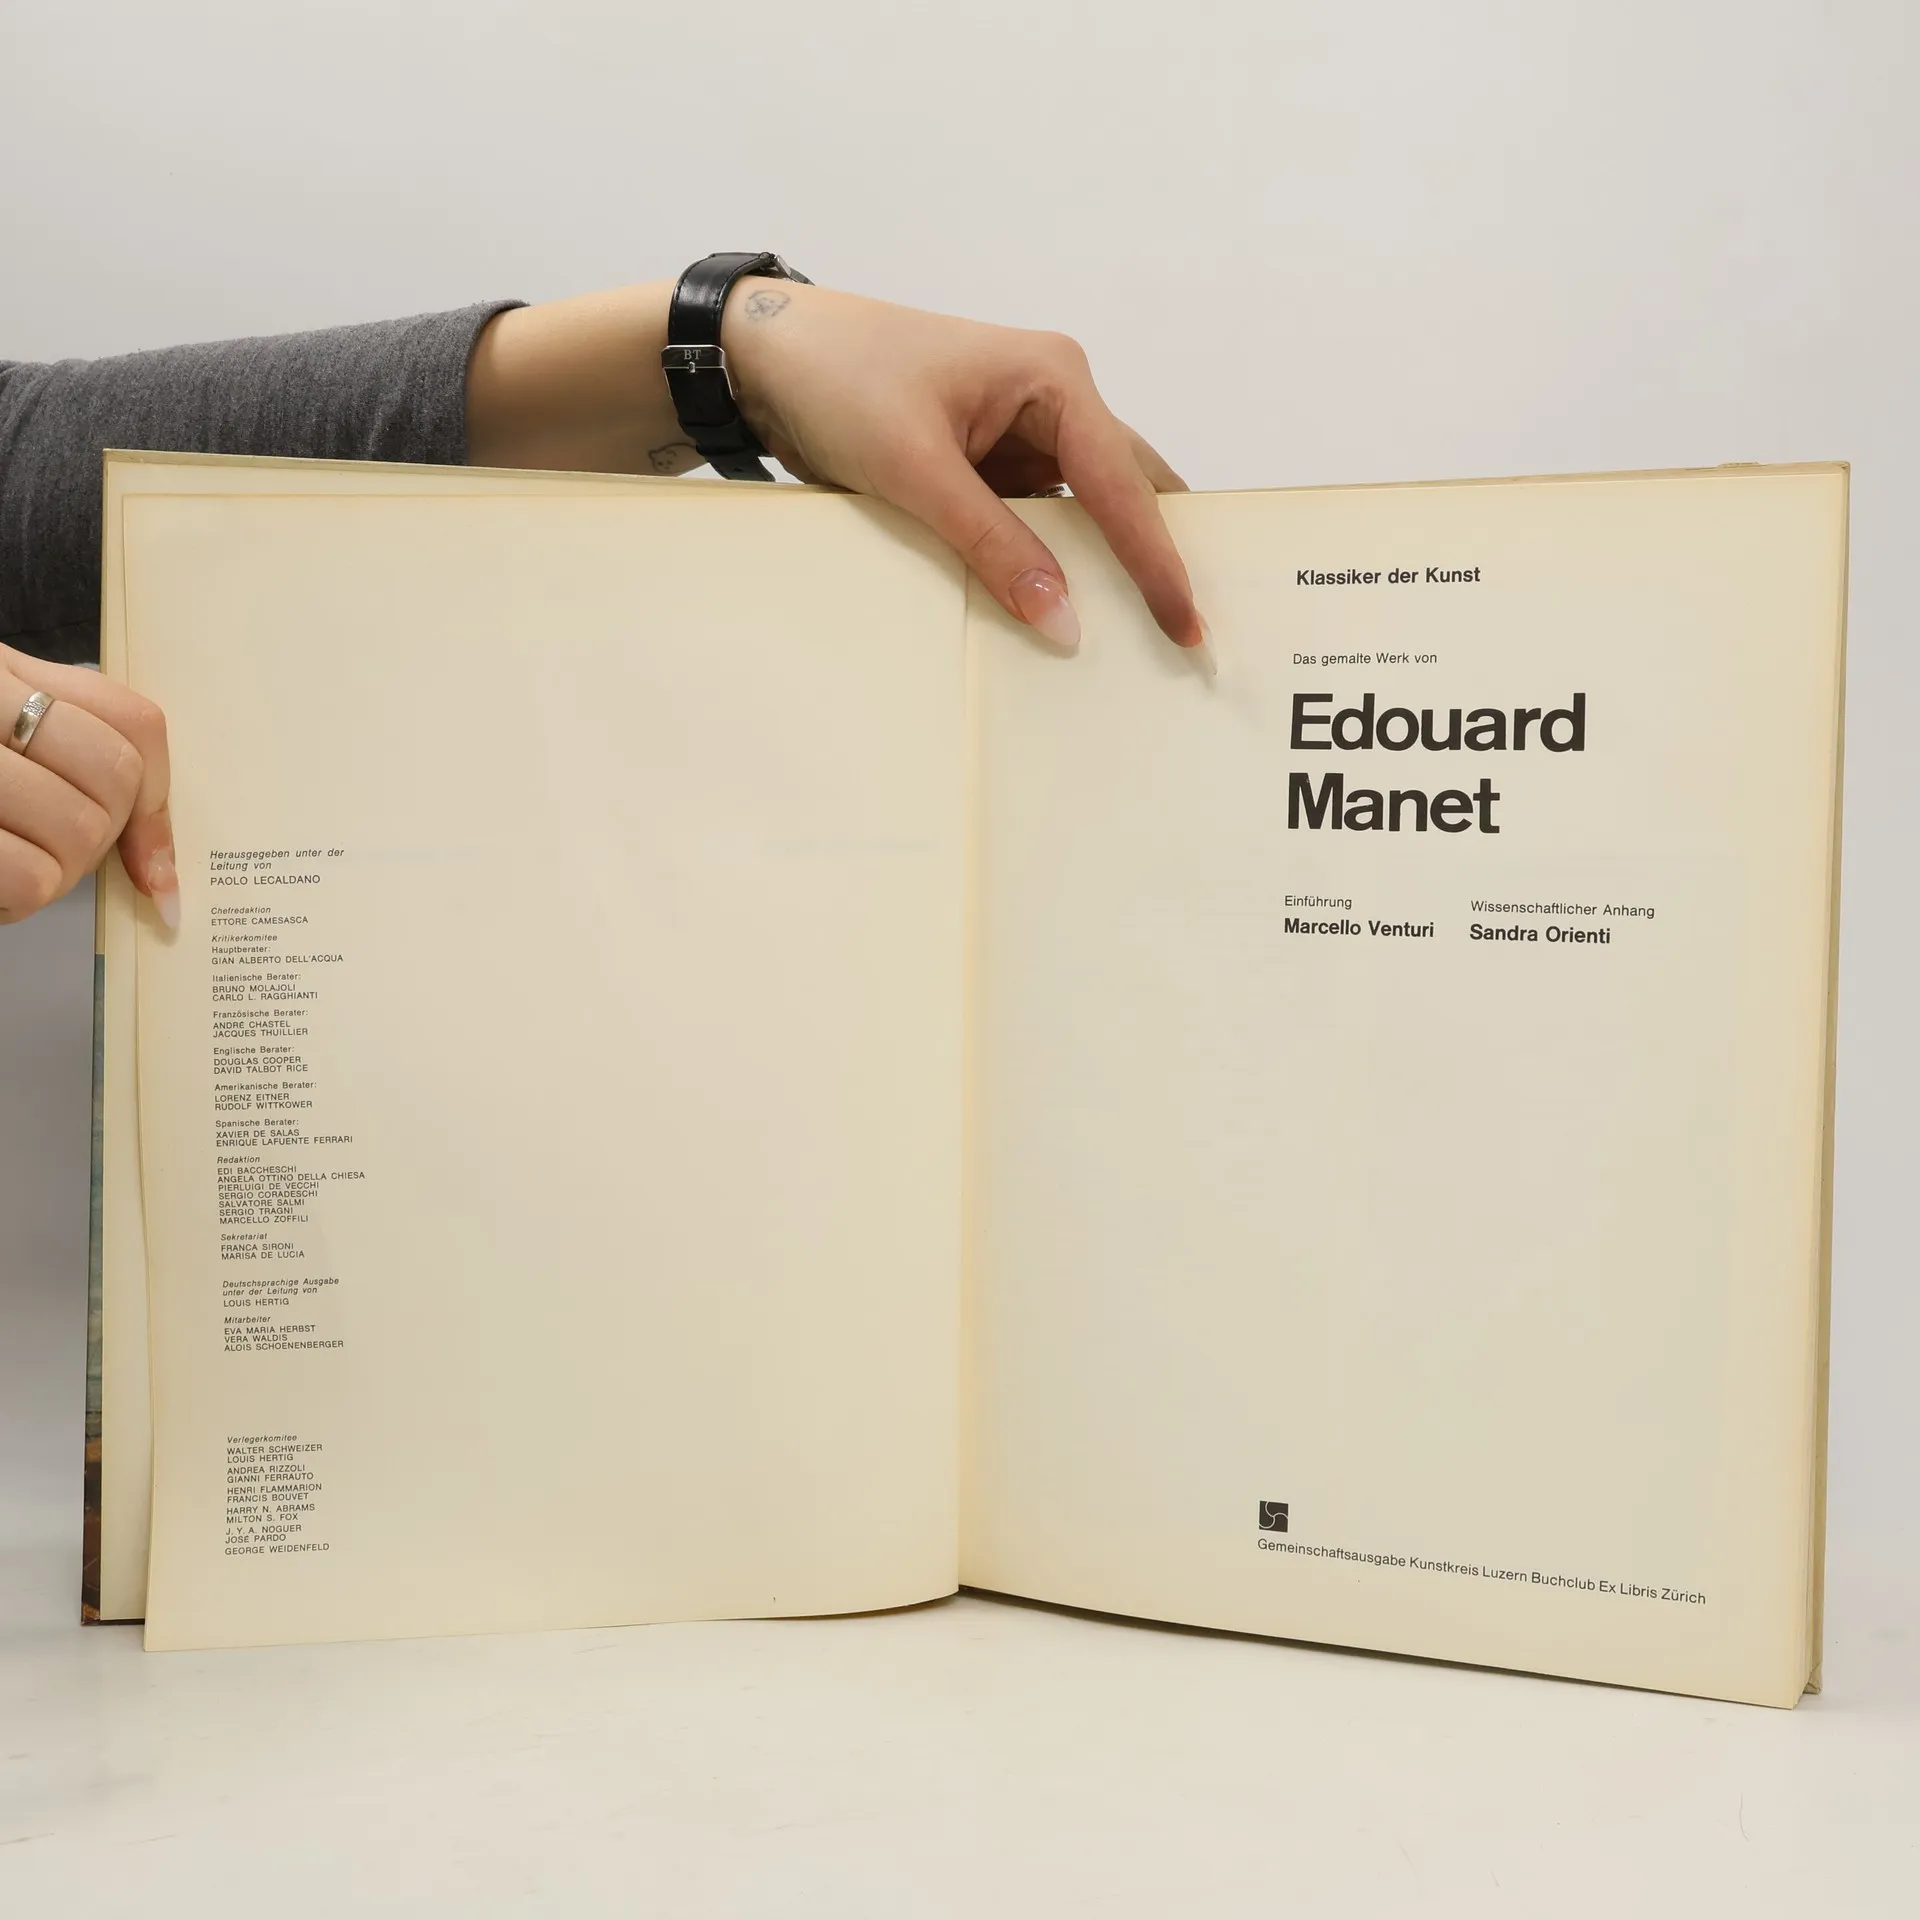 BT
Herausgegeben unter der
Leitung von
PAOLO LECALDANO
Chefredaktion
ETTORE CAMESASCA
Kritikerkomitee
Hauptberater:
GIAN ALBERTO DELL'ACQUA
Italienische Berater:
BRUNO MOLAJOLI
CARLO L. RAGGHIANTI
Französische Berater:
ANDRÉ CHASTEL
JACQUES THUILLIER
Englische Berater:
DOUGLAS COOPER
DAVID TALBOT RICE
Amerikanische Berater:
LORENZ EITNER
RUDOLF WITTKOWER
Spanische Berater:
XAVIER DE SALAS
ENRIQUE LAFUENTE FERRARI
Redaktion
EDI BACCHESCHI
ANGELA OTTINO DELLA CHIESA
PIERLUIGI DE VECCHI
SERGIO CORADESCHI
SALVATORE SALMI
SERGIO TRAGNI
MARCELLO ZOFFILI
Sekretariat
FRANCA SIRONI
MARISA DE LUCIA
Deutschsprachige Ausgabe
unter der Leitung von
LOUIS HERTIG
Mitarbeiter
EVA MARIA HERBST
VERA WALDIS
ALOIS SCHOENENBERGER
Verlegerkomitee
WALTER SCHWEIZER
LOUIS HERTIG
ANDREA RIZZOLI
GIANNI FERRAUTO
HENRI FLAMMARION
FRANCIS BOUVET
HARRY N. ABRAMS
MILTON S. FOX
J. Y. A. NOGUER
JOSÉ PARDO
GEORGE WEIDENFELD
Klassiker der Kunst
Das gemalte Werk von
Edouard
Manet
Einführung
Marcello Venturi
Wissenschaftlicher Anhang
Sandra Orienti
Gemeinschaftsausgabe Kunstkreis Luzern Buchclub Ex Libris Zürich